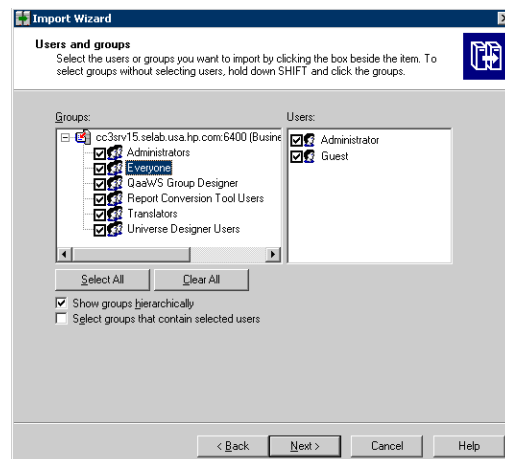 Import Wizard
Users and groups
Select the users or groups you want to import by clicking the box beside the item. To
select groups without selecting users, hold down SHIFT and click the groups.
Groups:
Users:
cc3srv15.selab.usa.hp.com:6400 (Busine
Administrators
Everyone
QaaWS Group Designer
Report Conversion Tool Users
Translators
Universe Designer Users
Administrator
Guest
Select All
Clear All
Show groups hierarchically
Select groups that contain selected users
< Back
Next >
Cancel
Help